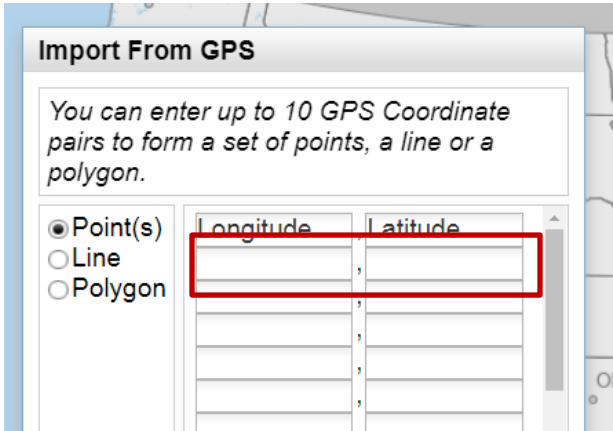 Import From GPS
You can enter up to 10 GPS Coordinate
pairs to form a set of points, a line or a
polygon.
Point(s)
Line
Polygon
Longitude , Latitude
,
,
,
,
,